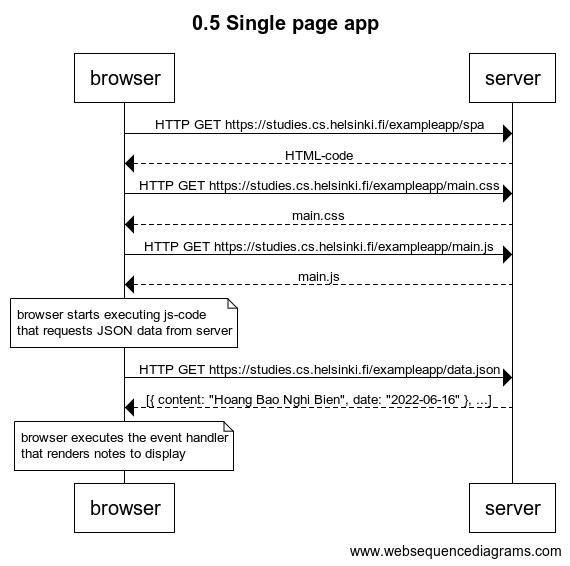 0.5 Single page app
browser
server
HTTP GET https://studies.cs.helsinki.fi/exampleapp/spa
HTML-code
HTTP GET https://studies.cs.helsinki.fi/exampleapp/main.css
main.css
HTTP GET https://studies.cs.helsinki.fi/exampleapp/main.js
main.js
browser starts executing js-code
that requests JSON data from server
HTTP GET https://studies.cs.helsinki.fi/exampleapp/data.json
[{ content: "Hoang Bao Nghi Bien", date: "2022-06-16" }, ...]
browser executes the event handler
that renders notes to display
browser
server
www.websequencediagrams.com